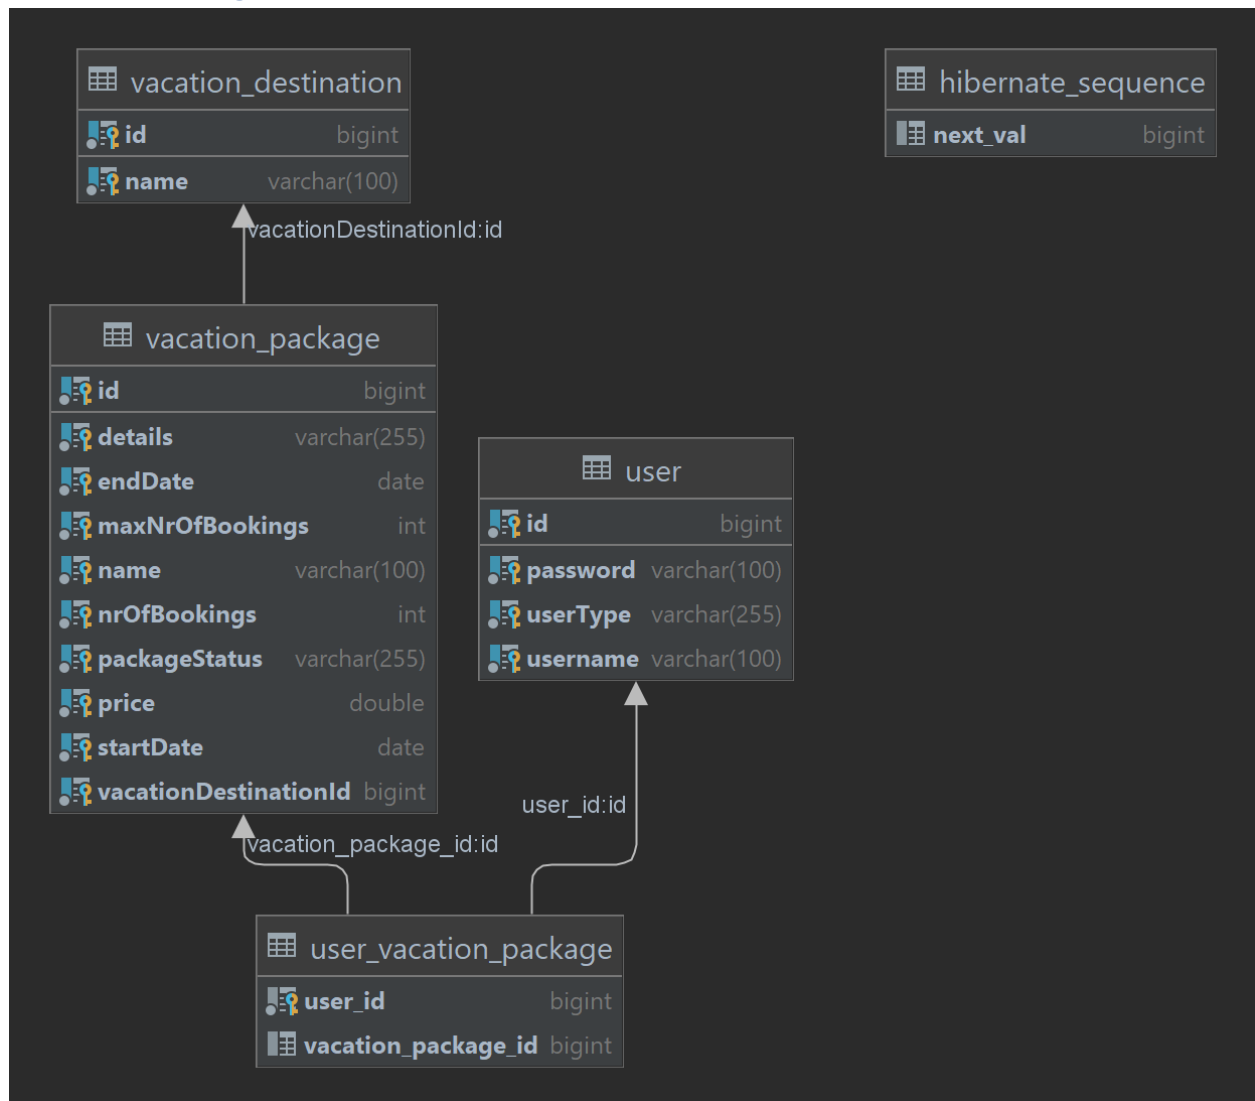 vacation_destination
id bigint
name varchar(100)
hibernate_sequence
next_val bigint
vacationDestinationId:id
vacation_package
id bigint
details varchar(255)
endDate date
maxNrOfBookings int
name varchar(100)
nrOfBookings int
packageStatus varchar(255)
price double
startDate date
vacationDestinationId bigint
user
id bigint
password varchar(100)
userType varchar(255)
username varchar(100)
user_id:id
vacation_package_id:id
user_vacation_package
user_id bigint
vacation_package_id bigint